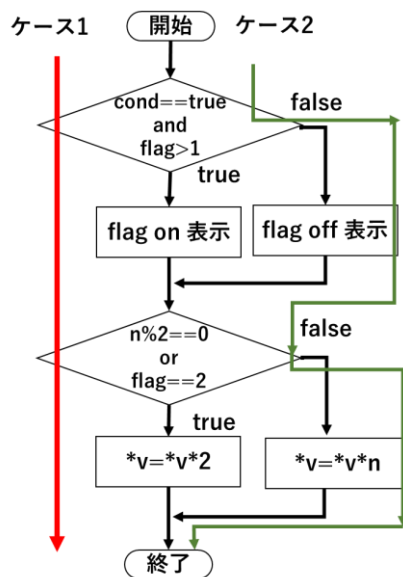 ケース1
開始
ケース2
cond==true
and
flag>1
false
true
flag on 表示
flag off 表示
n%2==0
or
flag==2
false
true
*v=*v*2
*v=*v*n
終了